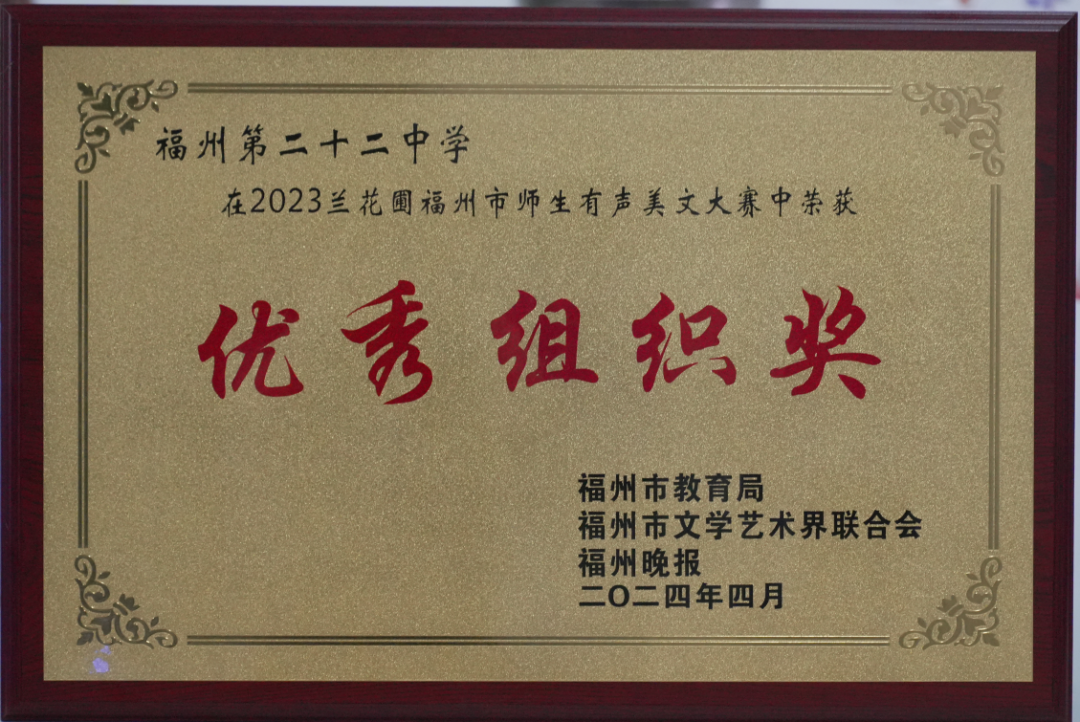 福州第二十二中学
在2023兰花圃福州市师生有声美文大赛中荣获
优秀组织奖
福州市教育局
福州市文学艺术界联合会
福州晚报
二〇二四年四月